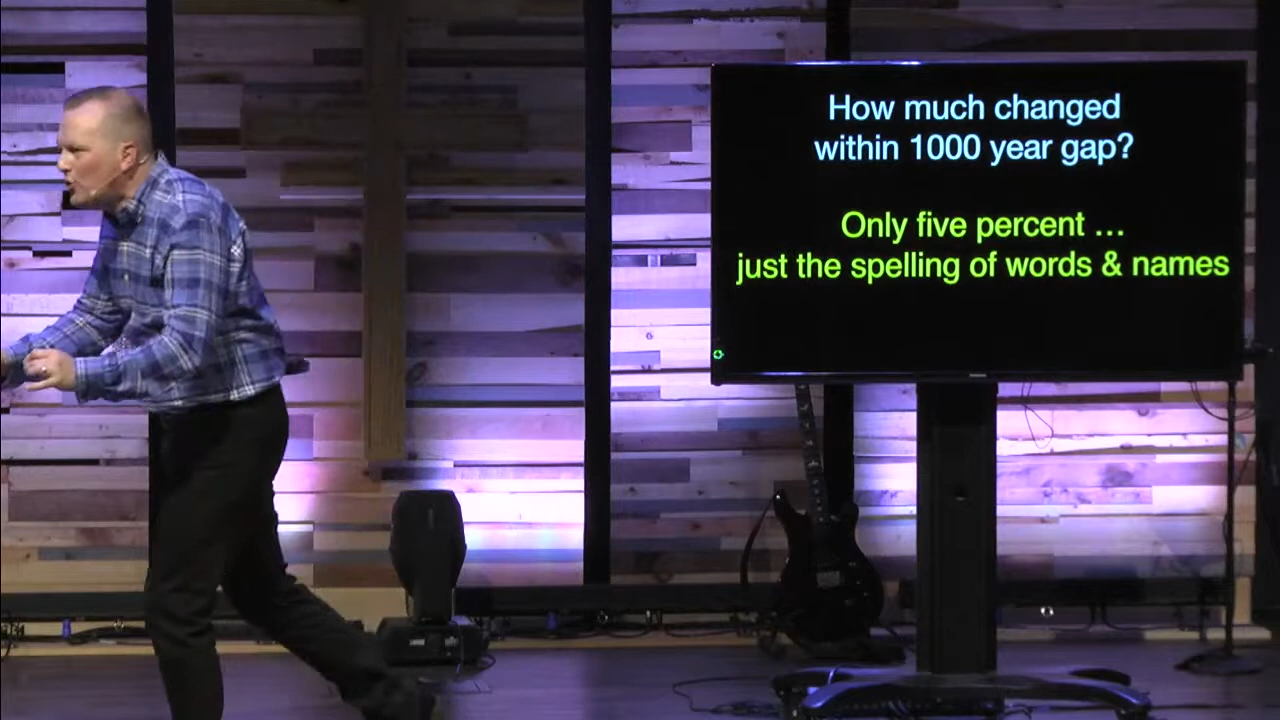 How much changed
within 1000 year gap?
Only five percent ...
just the spelling of words & names